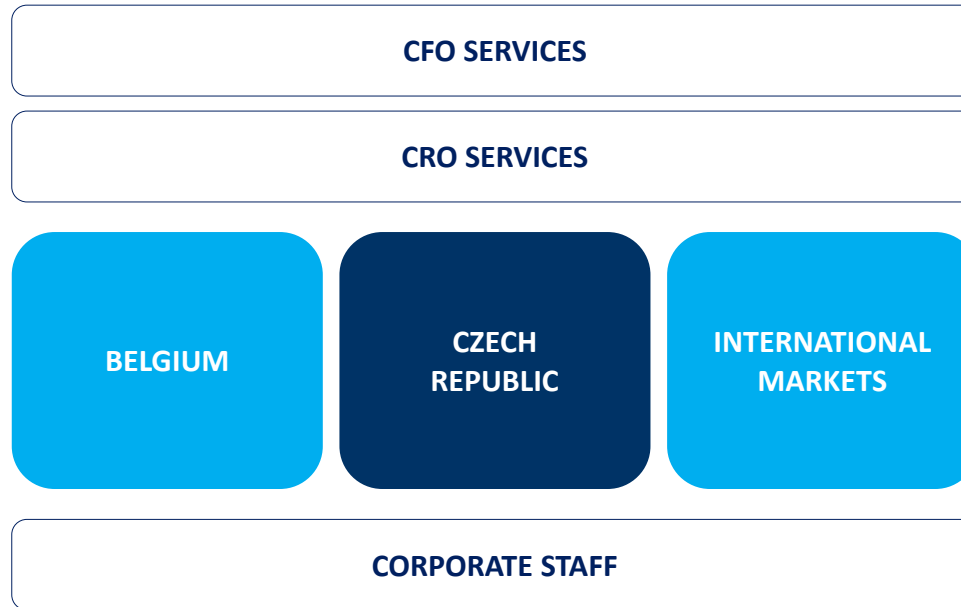 CFO SERVICES
CRO SERVICES
BELGIUM
CZECH
REPUBLIC
INTERNATIONAL
MARKETS
CORPORATE STAFF